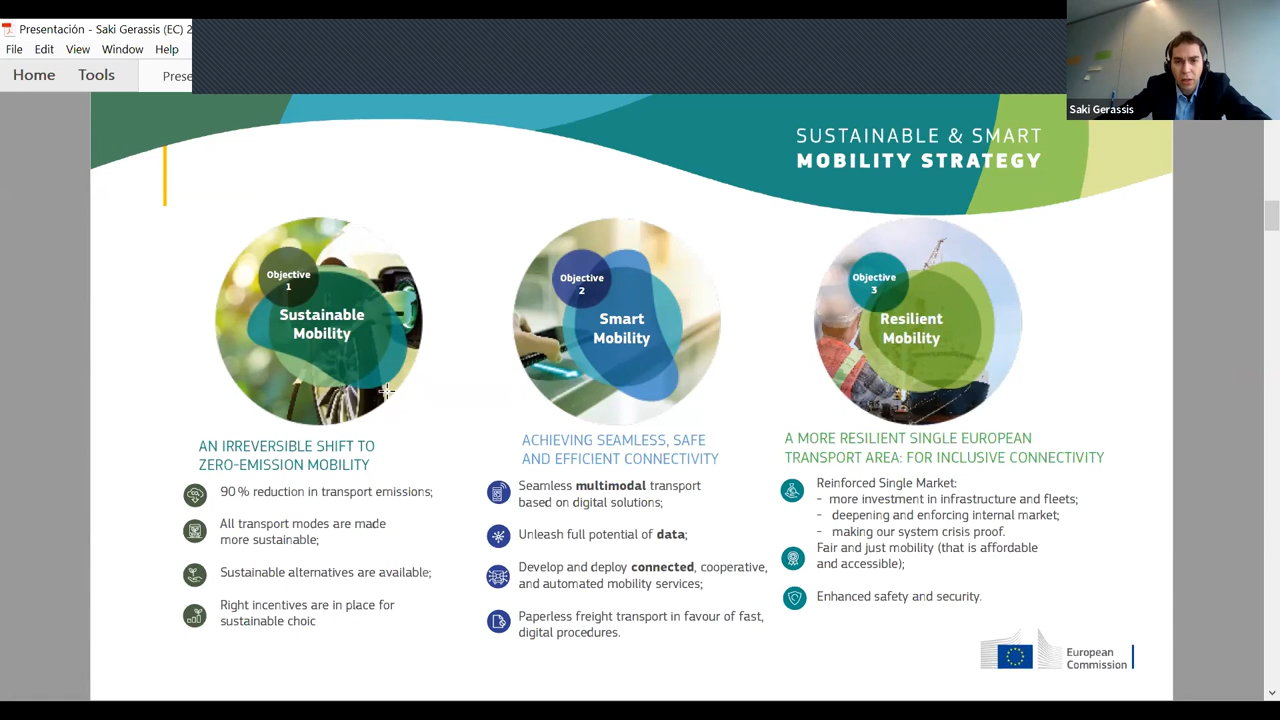 Presentación - Saki Gerassis (EC) 2
File Edit View Window Help
Home Tools Prese
Saki Gerassis
SUSTAINABLE & SMART
MOBILITY STRATEGY
Objective
1
Sustainable
Mobility
AN IRREVERSIBLE SHIFT TO
ZERO-EMISSION MOBILITY
90 % reduction in transport emissions;
All transport modes are made
more sustainable;
Sustainable alternatives are available;
Right incentives are in place for
sustainable choic
Objective
2
Smart
Mobility
ACHIEVING SEAMLESS, SAFE
AND EFFICIENT CONNECTIVITY
Seamless multimodal transport
based on digital solutions;
Unleash full potential of data;
Develop and deploy connected, cooperative,
and automated mobility services;
Paperless freight transport in favour of fast,
digital procedures.
Objective
3
Resilient
Mobility
A MORE RESILIENT SINGLE EUROPEAN
TRANSPORT AREA: FOR INCLUSIVE CONNECTIVITY
Reinforced Single Market:
- more investment in infrastructure and fleets;
- deepening and enforcing internal market;
- making our system crisis proof.
Fair and just mobility (that is affordable
and accessible);
Enhanced safety and security.
European
Commission